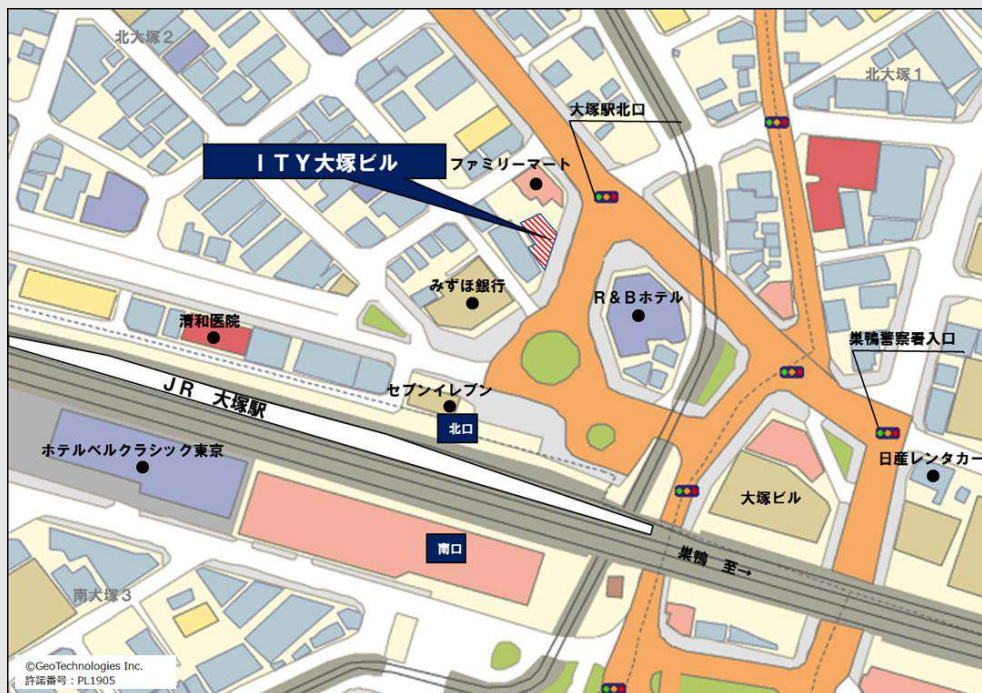 北大塚2
北大塚1
大塚駅北口
ITY大塚ビル
ファミリーマート
みずほ銀行
R&Bホテル
清和医院
巣鴨警察署入口
セブンイレブン
JR 大塚駅
北口
ホテルベルクラシック東京
日産レンタカー
大塚ビル
南口
巣鴨 至→
南大塚3
©GeoTechnologies Inc.
許諾番号:PL1905